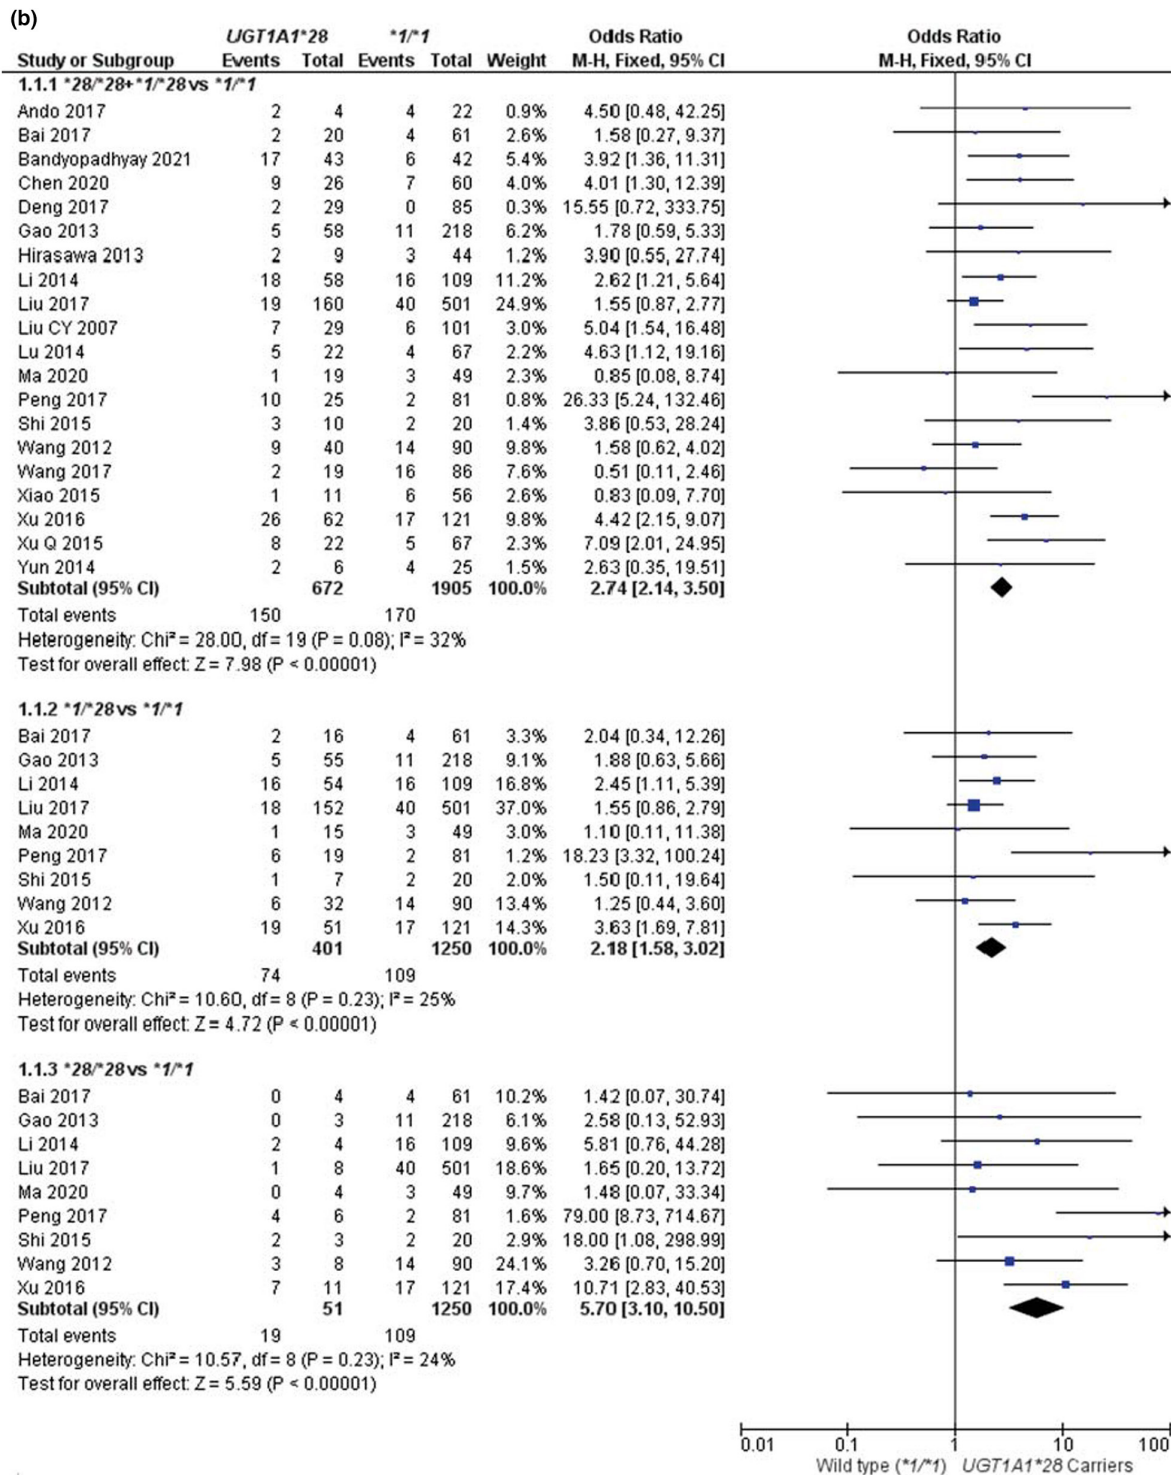 (b)
UGT1A1*28 *1/*1 Odds Ratio Odds Ratio
Study or Subgroup Events Total Events Total Weight M-H, Fixed, 95% CI M-H, Fixed, 95% CI
1.1.1 *28/*28+*1/*28 vs *1/*1
Ando 2017 2 4 4 22 0.9% 4.50 [0.48, 42.25]
Bai 2017 2 20 4 61 2.6% 1.58 [0.27, 9.37]
Bandyopadhyay 2021 17 43 6 42 5.4% 3.92 [1.36, 11.31]
Chen 2020 9 26 7 60 4.0% 4.01 [1.30, 12.39]
Deng 2017 2 29 0 85 0.3% 15.55 [0.72, 333.75]
Gao 2013 5 58 11 218 6.2% 1.78 [0.59, 5.33]
Hirasawa 2013 2 9 3 44 1.2% 3.90 [0.55, 27.74]
Li 2014 18 58 16 109 11.2% 2.62 [1.21, 5.64]
Liu 2017 19 160 40 501 24.9% 1.55 [0.87, 2.77]
Liu CY 2007 7 29 6 101 3.0% 5.04 [1.54, 16.48]
Lu 2014 5 22 4 67 2.2% 4.63 [1.12, 19.16]
Ma 2020 1 19 3 49 2.3% 0.85 [0.08, 8.74]
Peng 2017 10 25 2 81 0.8% 26.33 [5.24, 132.46]
Shi 2015 3 10 2 20 1.4% 3.86 [0.53, 28.24]
Wang 2012 9 40 14 90 9.8% 1.58 [0.62, 4.02]
Wang 2017 2 19 16 86 7.6% 0.51 [0.11, 2.46]
Xiao 2015 1 11 6 56 2.6% 0.83 [0.09, 7.70]
Xu 2016 26 62 17 121 9.8% 4.42 [2.15, 9.07]
Xu Q 2015 8 22 5 67 2.3% 7.09 [2.01, 24.95]
Yun 2014 2 6 4 25 1.5% 2.63 [0.35, 19.51]
Subtotal (95% CI) 672 1905 100.0% 2.74 [2.14, 3.50]
Total events 150 170
Heterogeneity: Chi² = 28.00, df = 19 (P = 0.08); I² = 32%
Test for overall effect: Z = 7.98 (P < 0.00001)
1.1.2 *1/*28 vs *1/*1
Bai 2017 2 16 4 61 3.3% 2.04 [0.34, 12.26]
Gao 2013 5 55 11 218 9.1% 1.88 [0.63, 5.66]
Li 2014 16 54 16 109 16.8% 2.45 [1.11, 5.39]
Liu 2017 18 152 40 501 37.0% 1.55 [0.86, 2.79]
Ma 2020 1 15 3 49 3.0% 1.10 [0.11, 11.38]
Peng 2017 6 19 2 81 1.2% 18.23 [3.32, 100.24]
Shi 2015 1 7 2 20 2.0% 1.50 [0.11, 19.64]
Wang 2012 6 32 14 90 13.4% 1.25 [0.44, 3.60]
Xu 2016 19 51 17 121 14.3% 3.63 [1.69, 7.81]
Subtotal (95% CI) 401 1250 100.0% 2.18 [1.58, 3.02]
Total events 74 109
Heterogeneity: Chi² = 10.60, df = 8 (P = 0.23); I² = 25%
Test for overall effect: Z = 4.72 (P < 0.00001)
1.1.3 *28/*28 vs *1/*1
Bai 2017 0 4 4 61 10.2% 1.42 [0.07, 30.74]
Gao 2013 0 3 11 218 6.1% 2.58 [0.13, 52.93]
Li 2014 2 4 16 109 9.6% 5.81 [0.76, 44.28]
Liu 2017 1 8 40 501 18.6% 1.65 [0.20, 13.72]
Ma 2020 0 4 3 49 9.7% 1.48 [0.07, 33.34]
Peng 2017 4 6 2 81 1.6% 79.00 [8.73, 714.67]
Shi 2015 2 3 2 20 2.9% 18.00 [1.08, 298.99]
Wang 2012 3 8 14 90 24.1% 3.26 [0.70, 15.20]
Xu 2016 7 11 17 121 17.4% 10.71 [2.83, 40.53]
Subtotal (95% CI) 51 1250 100.0% 5.70 [3.10, 10.50]
Total events 19 109
Heterogeneity: Chi² = 10.57, df = 8 (P = 0.23); I² = 24%
Test for overall effect: Z = 5.59 (P < 0.00001)
0.01 0.1 1 10 100
Wild type (*1/*1) UGT1A1*28 Carriers